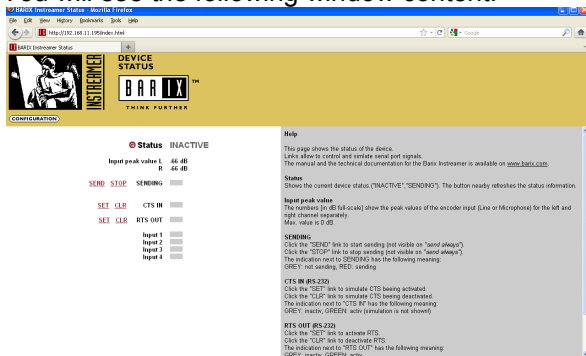 You will see the following window content:
BARIX Instreamer Status - Mozilla Firefox
File Edit View History Bookmarks Tools Help
http://192.168.11.195/index.html
Google
BARIX Instreamer Status
INSTREAMER
DEVICE
STATUS
BARIX TM
THINK FURTHER
CONFIGURATION
Status INACTIVE
Input peak value L -66 dB
R -66 dB
SEND STOP SENDING
SET CLR CTS IN
SET CLR RTS OUT
Input 1
Input 2
Input 3
Input 4
Help
This page shows the status of the device.
Links allow to control and simlate serial port signals.
The manual and the technical documentation for the Barix Instreamer is available on www.barix.com.
Status
Shows the current device status.("INACTIVE","SENDING"). The button nearby refreshes the status information.
Input peak value
The numbers [in dB full-scale] show the peak values of the encoder input (Line or Microphone) for the left and
right channel separately.
Max. value is 0 dB.
SENDING
Click the "SEND" link to start sending (not visible on "send always").
Click the "STOP" link to stop sending (not visible on "send always").
The indication next to SENDING has the following meaning:
GREY: not sending, RED: sending
CTS IN (RS-232)
Click the "SET" link to simulate CTS beeing activated.
Click the "CLR" link to simulate CTS beeing deactivated.
The indication next to "CTS IN" has the following meaning:
GREY: inactiv, GREEN: activ (simulation is not shown!)
RTS OUT (RS-232)
Click the "SET" link to activate RTS.
Click the "CLR" link to deactivate RTS.
The indication next to "RTS OUT" has the following meaning:
GREY: inactiv, GREEN: activ